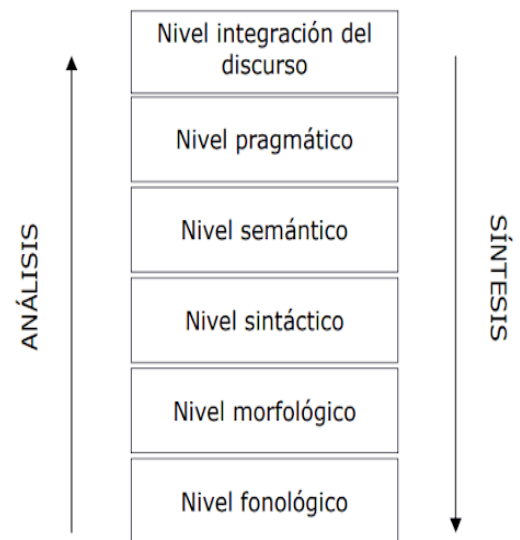 Nivel integración del
discurso
Nivel pragmático
Nivel semántico
Nivel sintáctico
Nivel morfológico
Nivel fonológico
ANÁLISIS
SÍNTESIS